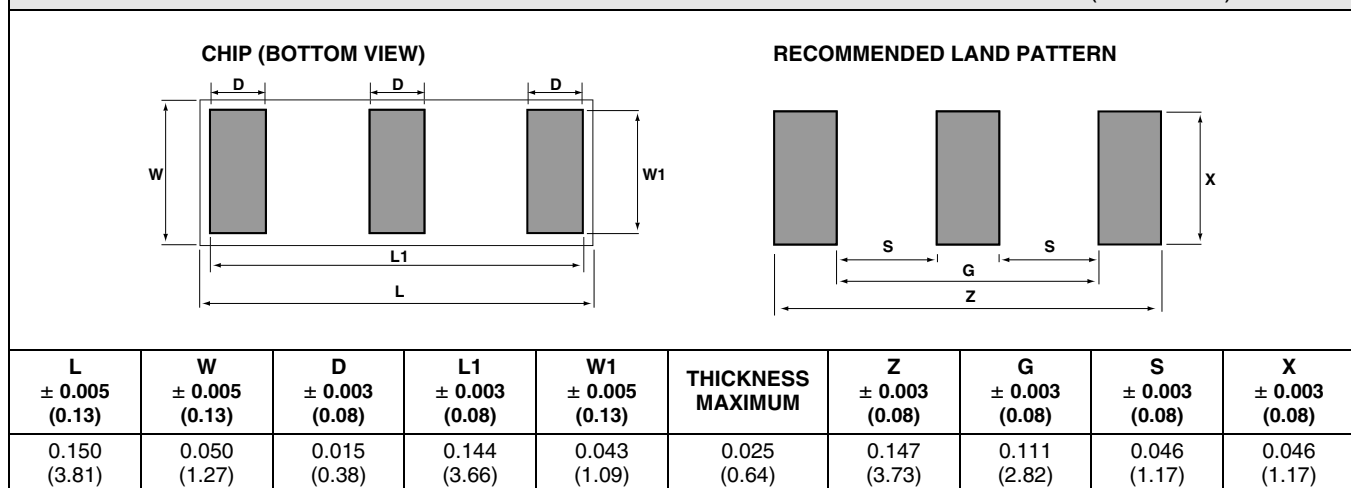 CHIP (BOTTOM VIEW)
RECOMMENDED LAND PATTERN
D D D
W
W1
L1
L
X
S S
G
Z
L W D L1 W1 THICKNESS MAXIMUM Z G S X
± 0.005 ± 0.005 ± 0.003 ± 0.003 ± 0.005 ± 0.003 ± 0.003 ± 0.003 ± 0.003
(0.13) (0.13) (0.08) (0.08) (0.13) (0.08) (0.08) (0.08) (0.08)
0.150 0.050 0.015 0.144 0.043 0.025 0.147 0.111 0.046 0.046
(3.81) (1.27) (0.38) (3.66) (1.09) (0.64) (3.73) (2.82) (1.17) (1.17)